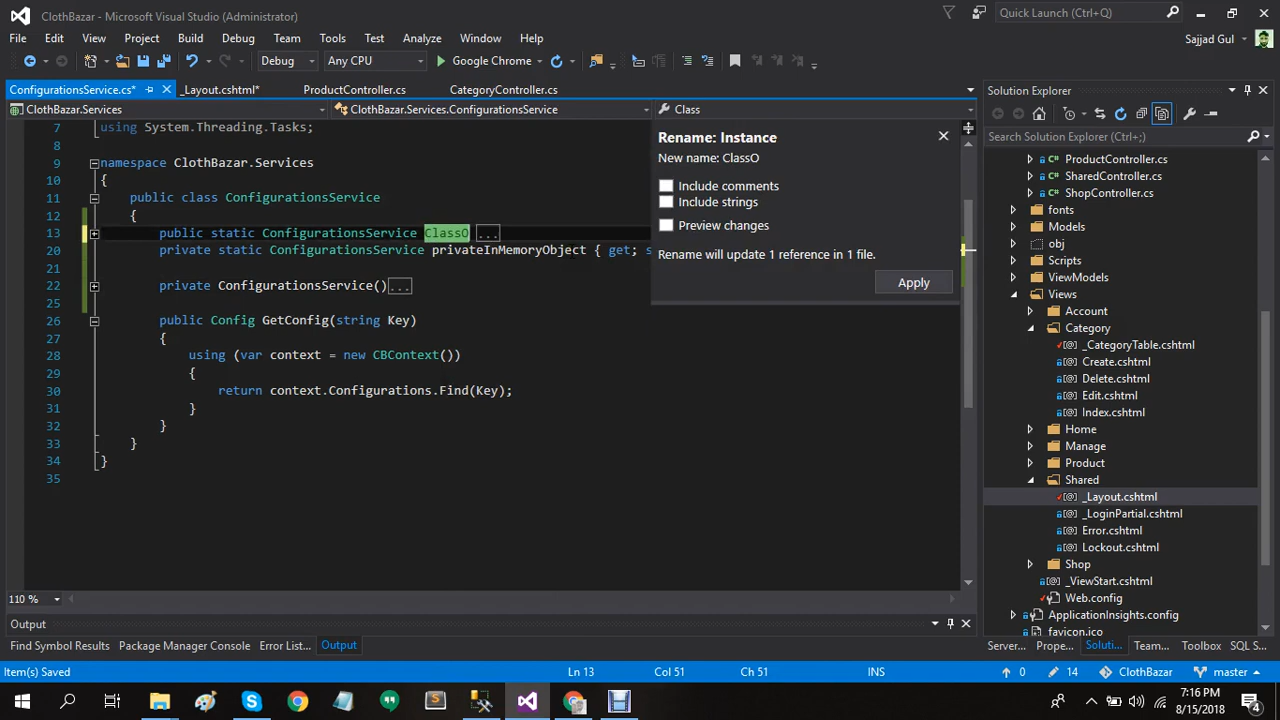 ClothBazar - Microsoft Visual Studio (Administrator)
Quick Launch (Ctrl+Q)
File Edit View Project Build Debug Team Tools Test Analyze Window Help
Sajjad Gul
Debug Any CPU Google Chrome
ConfigurationsService.cs* _Layout.cshtml* ProductController.cs CategoryController.cs
ClothBazar.Services ClothBazar.Services.ConfigurationsService Class
7 using System.Threading.Tasks;
8
9 namespace ClothBazar.Services
10 {
11 public class ConfigurationsService
12 {
13 public static ConfigurationsService ClassO ...
20 private static ConfigurationsService privateInMemoryObject { get; s
21
22 private ConfigurationsService()...
25
26 public Config GetConfig(string Key)
27 {
28 using (var context = new CBContext())
29 {
30 return context.Configurations.Find(Key);
31 }
32 }
33 }
34 }
35
Rename: Instance
New name: ClassO
Include comments
Include strings
Preview changes
Rename will update 1 reference in 1 file.
Apply
Solution Explorer
Search Solution Explorer (Ctrl+;)
C# ProductController.cs
C# SharedController.cs
C# ShopController.cs
fonts
Models
obj
Scripts
ViewModels
Views
Account
Category
_CategoryTable.cshtml
Create.cshtml
Delete.cshtml
Edit.cshtml
Index.cshtml
Home
Manage
Product
Shared
_Layout.cshtml
_LoginPartial.cshtml
Error.cshtml
Lockout.cshtml
Shop
_ViewStart.cshtml
Web.config
ApplicationInsights.config
favicon.ico
110 %
Output
Find Symbol Results Package Manager Console Error List... Output
Server... Prope... Soluti... Team... Toolbox SQL S...
Item(s) Saved Ln 13 Col 51 Ch 51 INS 0 14 ClothBazar master
7:16 PM
8/15/2018
4